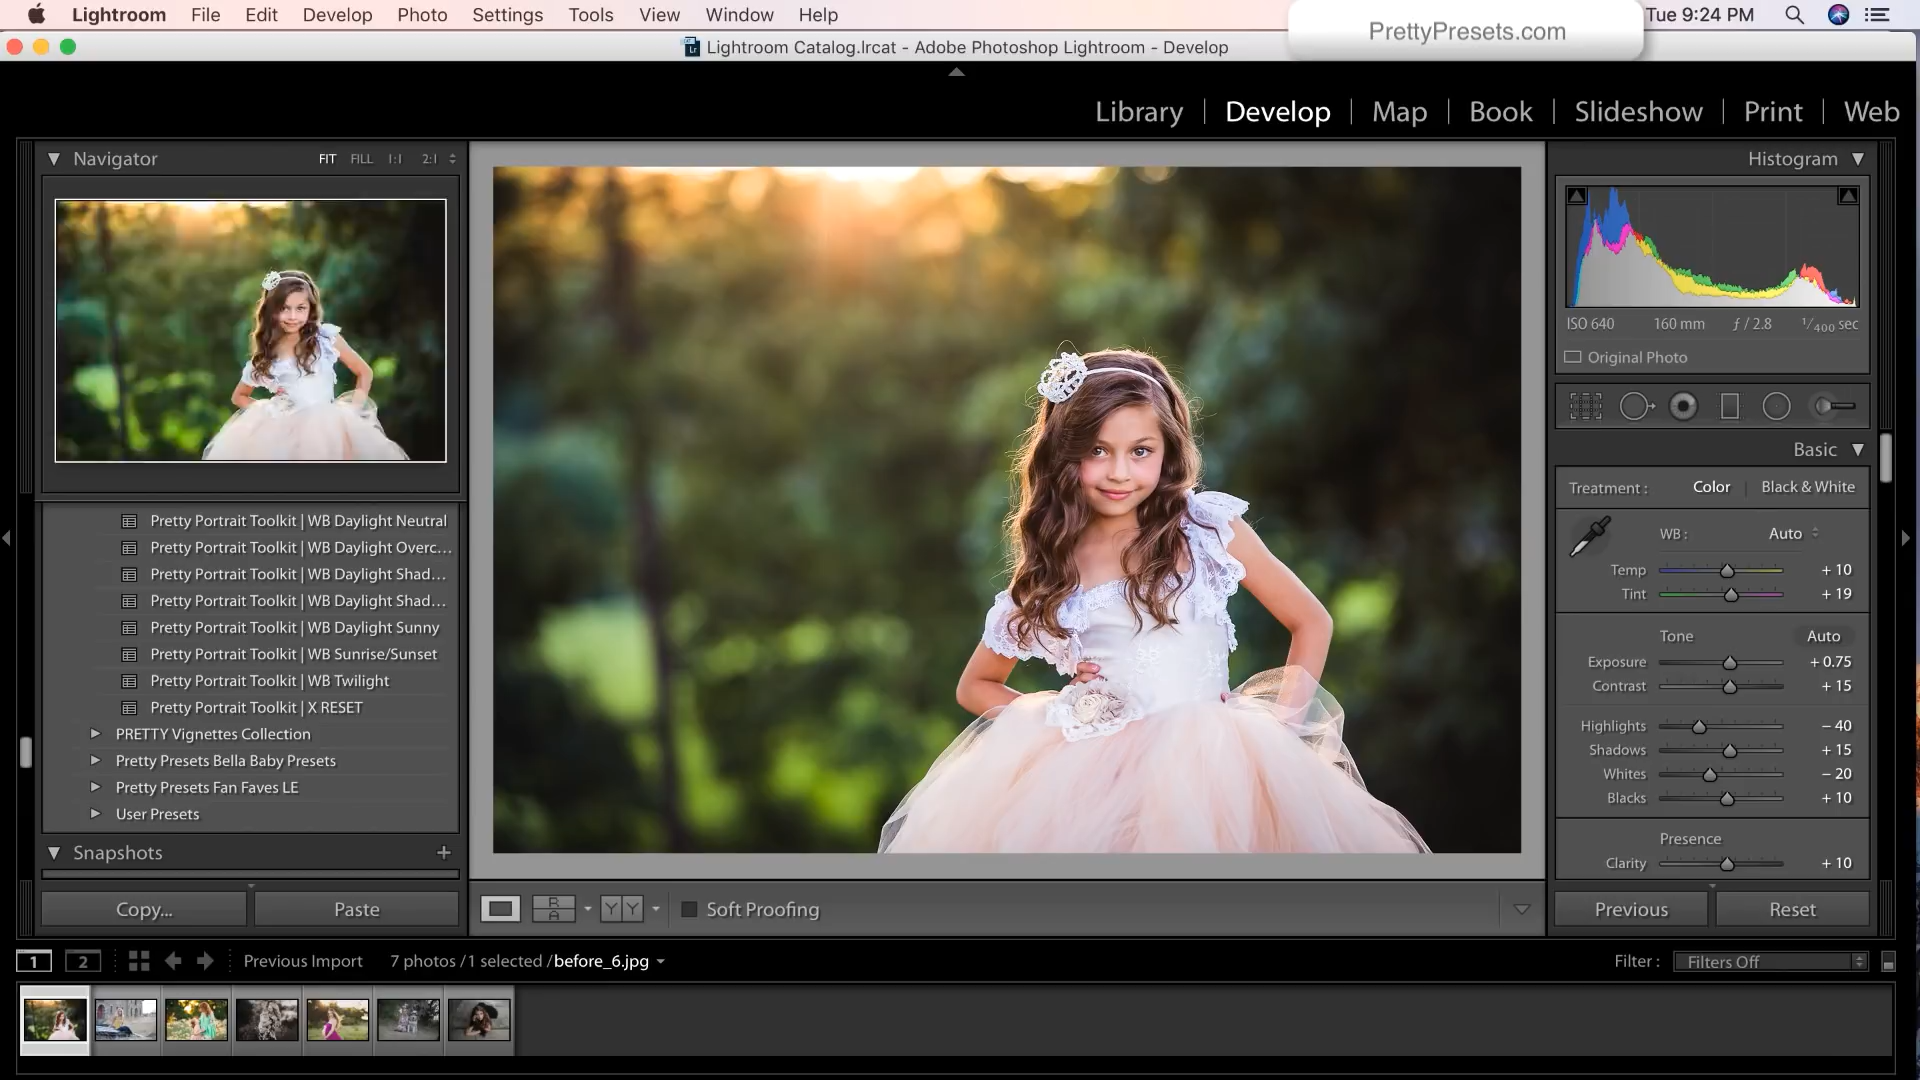 Lightroom File Edit Develop Photo Settings Tools View Window Help Tue 9:24 PM
PrettyPresets.com
Lightroom Catalog.lrcat - Adobe Photoshop Lightroom - Develop
Library | Develop | Map | Book | Slideshow | Print | Web
Navigator FIT FILL 1:1 2:1
Pretty Portrait Toolkit | WB Daylight Neutral
Pretty Portrait Toolkit | WB Daylight Overc...
Pretty Portrait Toolkit | WB Daylight Shad...
Pretty Portrait Toolkit | WB Daylight Shad...
Pretty Portrait Toolkit | WB Daylight Sunny
Pretty Portrait Toolkit | WB Sunrise/Sunset
Pretty Portrait Toolkit | WB Twilight
Pretty Portrait Toolkit | X RESET
PRETTY Vignettes Collection
Pretty Presets Bella Baby Presets
Pretty Presets Fan Faves LE
User Presets
Snapshots +
Copy... Paste
R A Y Y Soft Proofing
Histogram
ISO 640 160 mm ƒ / 2.8 1/400 sec
Original Photo
Basic
Treatment : Color | Black & White
WB : Auto
Temp + 10
Tint + 19
Tone Auto
Exposure + 0.75
Contrast + 15
Highlights − 40
Shadows + 15
Whites − 20
Blacks + 10
Presence
Clarity + 10
Previous Reset
1 2 Previous Import 7 photos /1 selected /before_6.jpg Filter : Filters Off